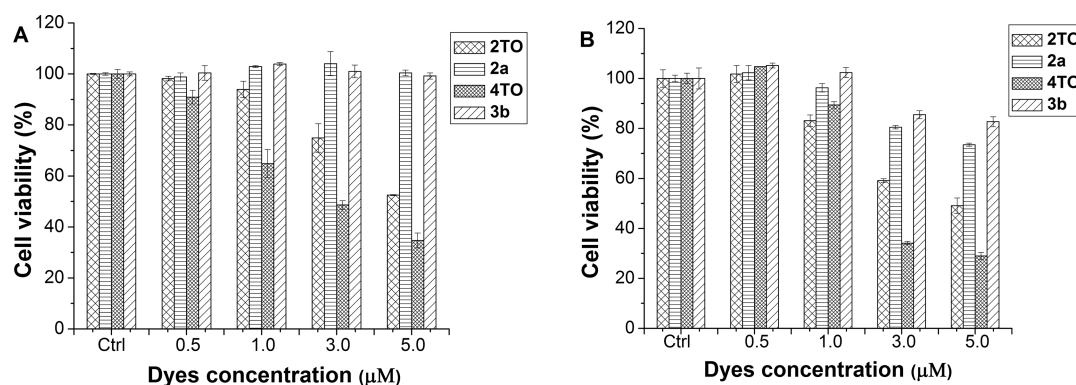 A
Cell viability (%)
120
100
80
60
40
20
0
Ctrl 0.5 1.0 3.0 5.0
Dyes concentration (μM)
2TO
2a
4TO
3b
B
Cell viability (%)
120
100
80
60
40
20
0
Ctrl 0.5 1.0 3.0 5.0
Dyes concentration (μM)
2TO
2a
4TO
3b